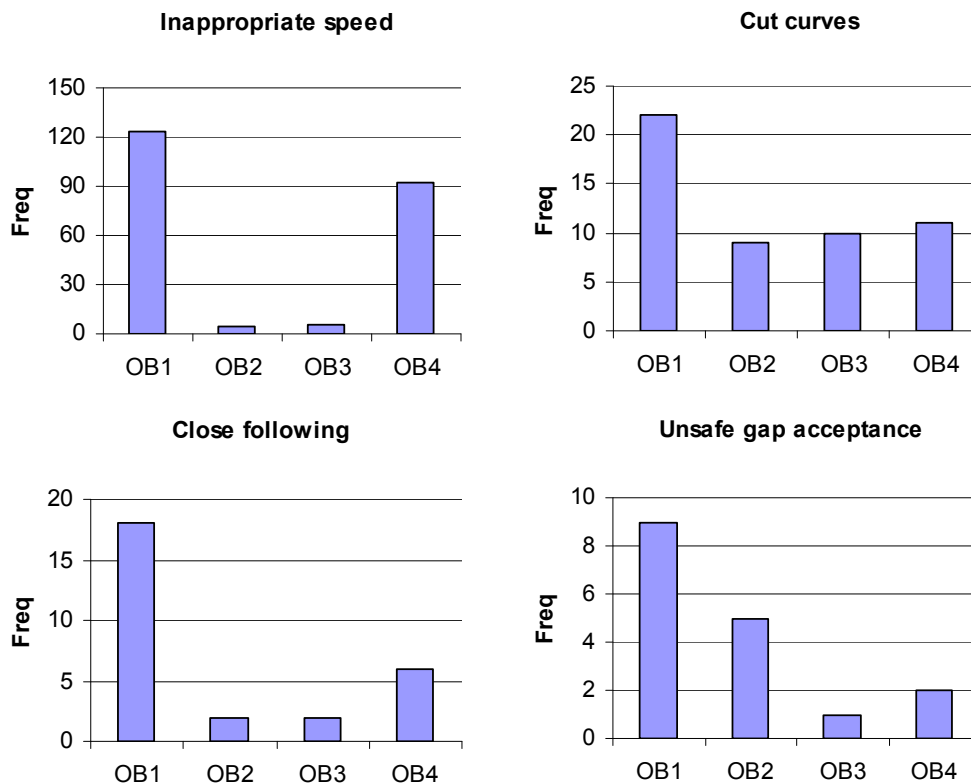 Inappropriate speed
150
120
90
60
30
0
Freq
OB1 OB2 OB3 OB4
Cut curves
25
20
15
10
5
0
Freq
OB1 OB2 OB3 OB4
Close following
20
15
10
5
0
Freq
OB1 OB2 OB3 OB4
Unsafe gap acceptance
10
8
6
4
2
0
Freq
OB1 OB2 OB3 OB4